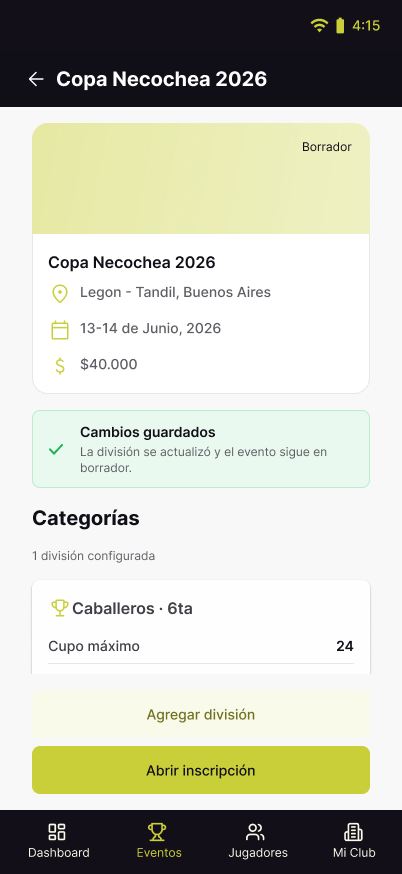 4:15
Copa Necochea 2026
Borrador
Copa Necochea 2026
Legon - Tandil, Buenos Aires
13-14 de Junio, 2026
$40.000
Cambios guardados
La división se actualizó y el evento sigue en
borrador.
Categorías
1 división configurada
Caballeros · 6ta
Cupo máximo 24
Agregar división
Abrir inscripción
Dashboard Eventos Jugadores Mi Club